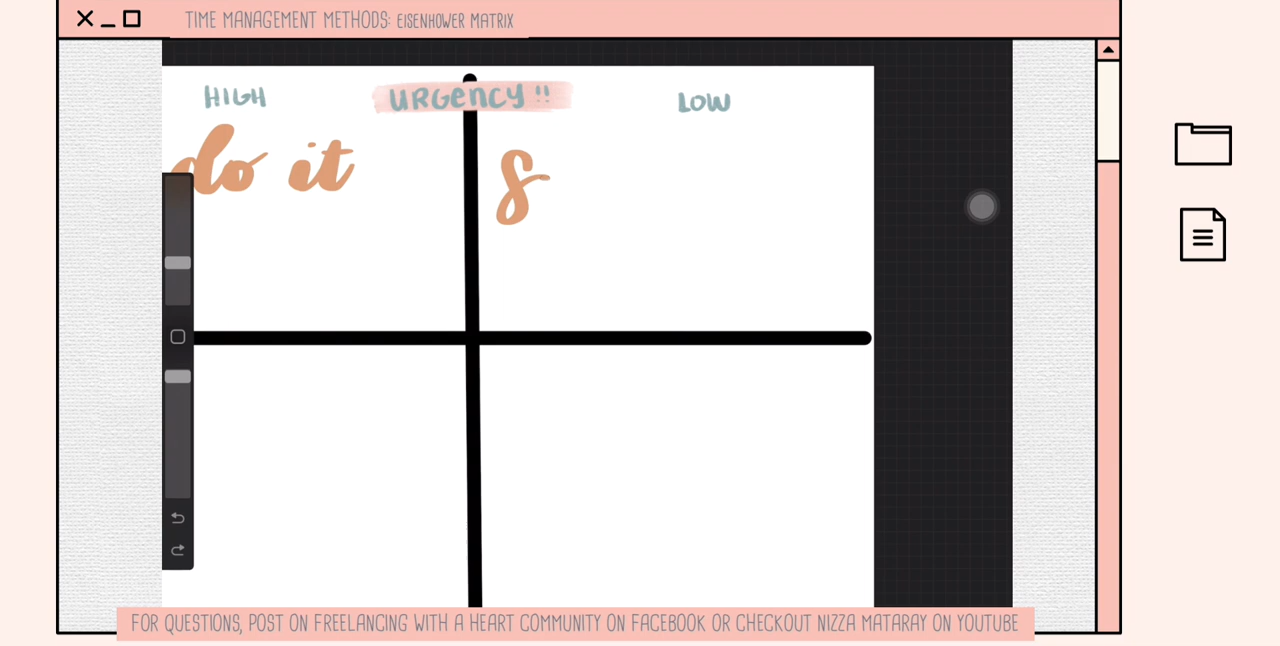 TIME MANAGEMENT METHODS: EISENHOWER MATRIX
HIGH URGENCY !! LOW
do it S
FOR QUESTIONS, POST ON FREELANCING WITH A HEART COMMUNITY ON FACEBOOK OR CHECKOUT NIZZA MATARAY ON YOUTUBE